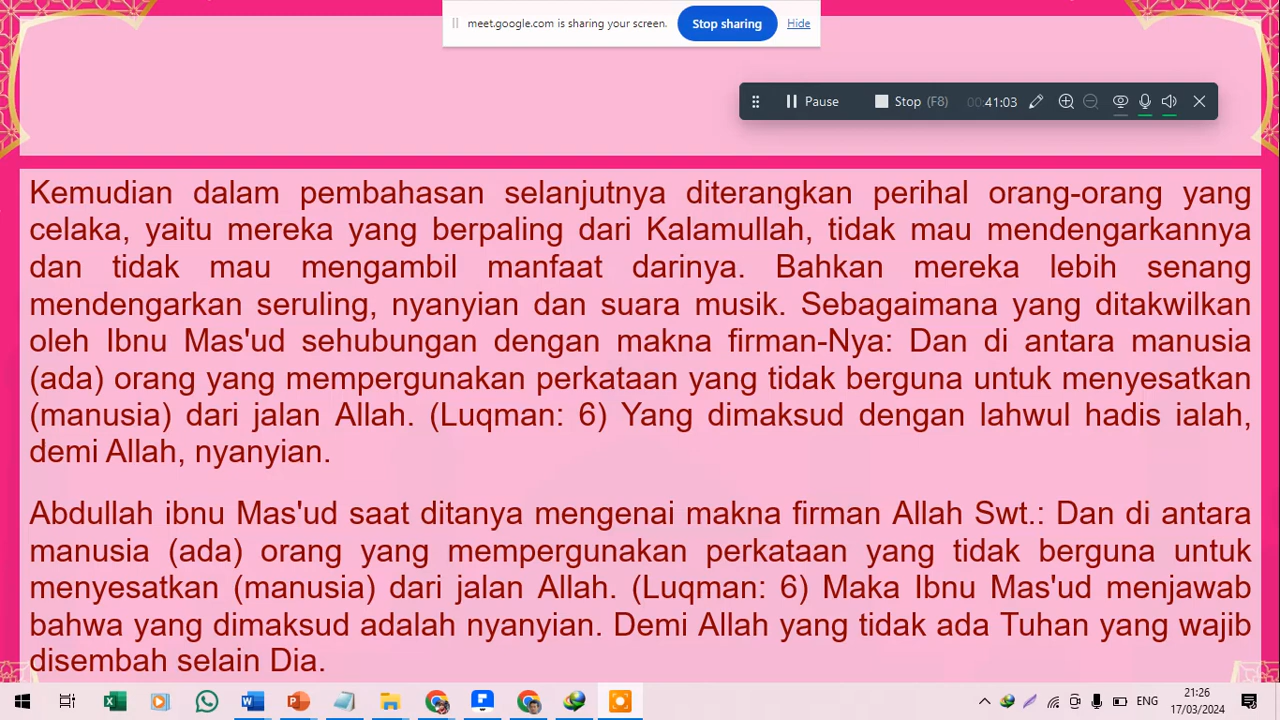 meet.google.com is sharing your screen.
Stop sharing
Hide
Pause
Stop (F8)
00:41:03
Kemudian dalam pembahasan selanjutnya diterangkan perihal orang-orang yang
celaka, yaitu mereka yang berpaling dari Kalamullah, tidak mau mendengarkannya
dan tidak mau mengambil manfaat darinya. Bahkan mereka lebih senang
mendengarkan seruling, nyanyian dan suara musik. Sebagaimana yang ditakwilkan
oleh Ibnu Mas'ud sehubungan dengan makna firman-Nya: Dan di antara manusia
(ada) orang yang mempergunakan perkataan yang tidak berguna untuk menyesatkan
(manusia) dari jalan Allah. (Luqman: 6) Yang dimaksud dengan lahwul hadis ialah,
demi Allah, nyanyian.
Abdullah ibnu Mas'ud saat ditanya mengenai makna firman Allah Swt.: Dan di antara
manusia (ada) orang yang mempergunakan perkataan yang tidak berguna untuk
menyesatkan (manusia) dari jalan Allah. (Luqman: 6) Maka Ibnu Mas'ud menjawab
bahwa yang dimaksud adalah nyanyian. Demi Allah yang tidak ada Tuhan yang wajib
disembah selain Dia.
ENG
21:26
17/03/2024